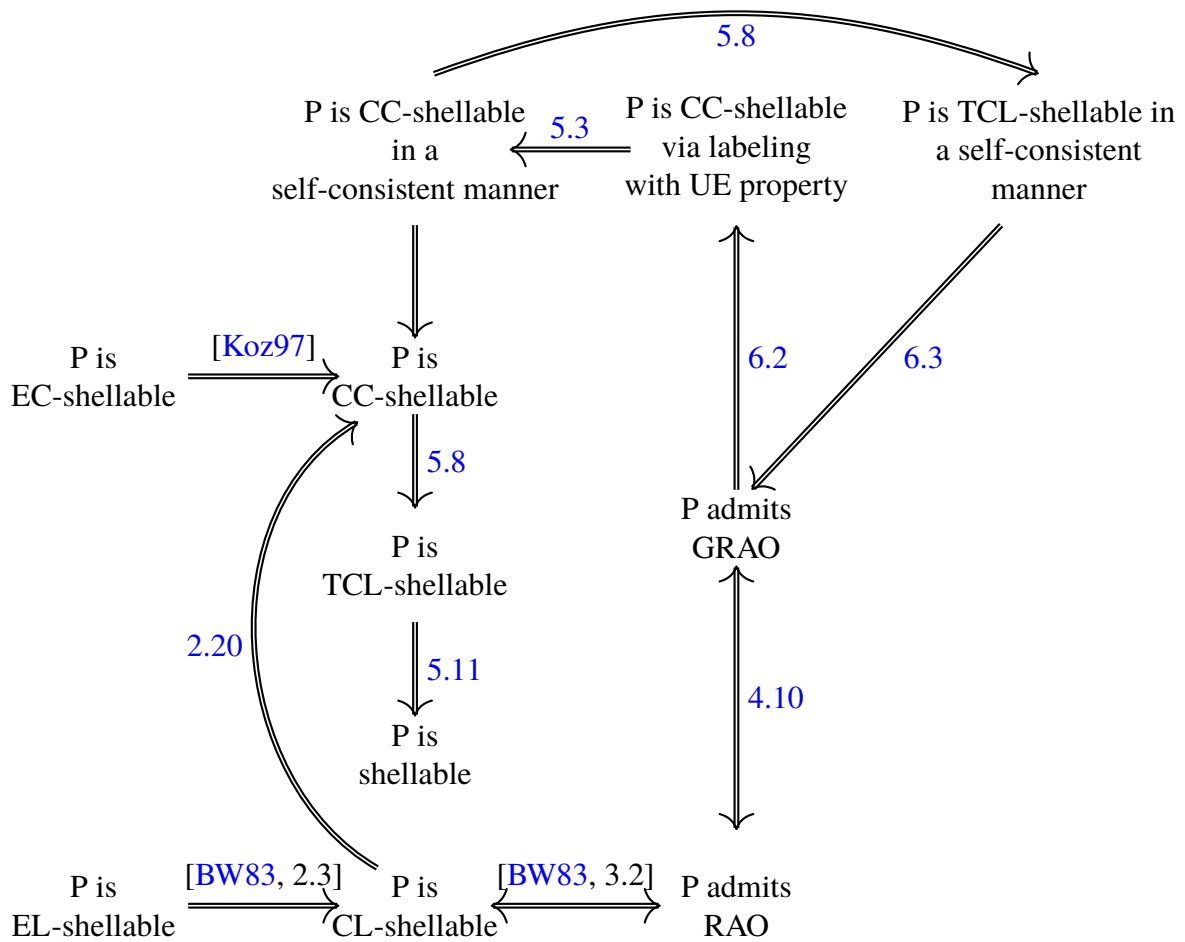 5.8
P is CC-shellable
in a
self-consistent manner
5.3
P is CC-shellable
via labeling
with UE property
P is TCL-shellable in
a self-consistent
manner
P is
EC-shellable
[Koz97]
P is
CC-shellable
6.2
6.3
5.8
P admits
GRAO
P is
TCL-shellable
2.20
5.11
4.10
P is
shellable
P is
EL-shellable
[BW83, 2.3]
P is
CL-shellable
[BW83, 3.2]
P admits
RAO